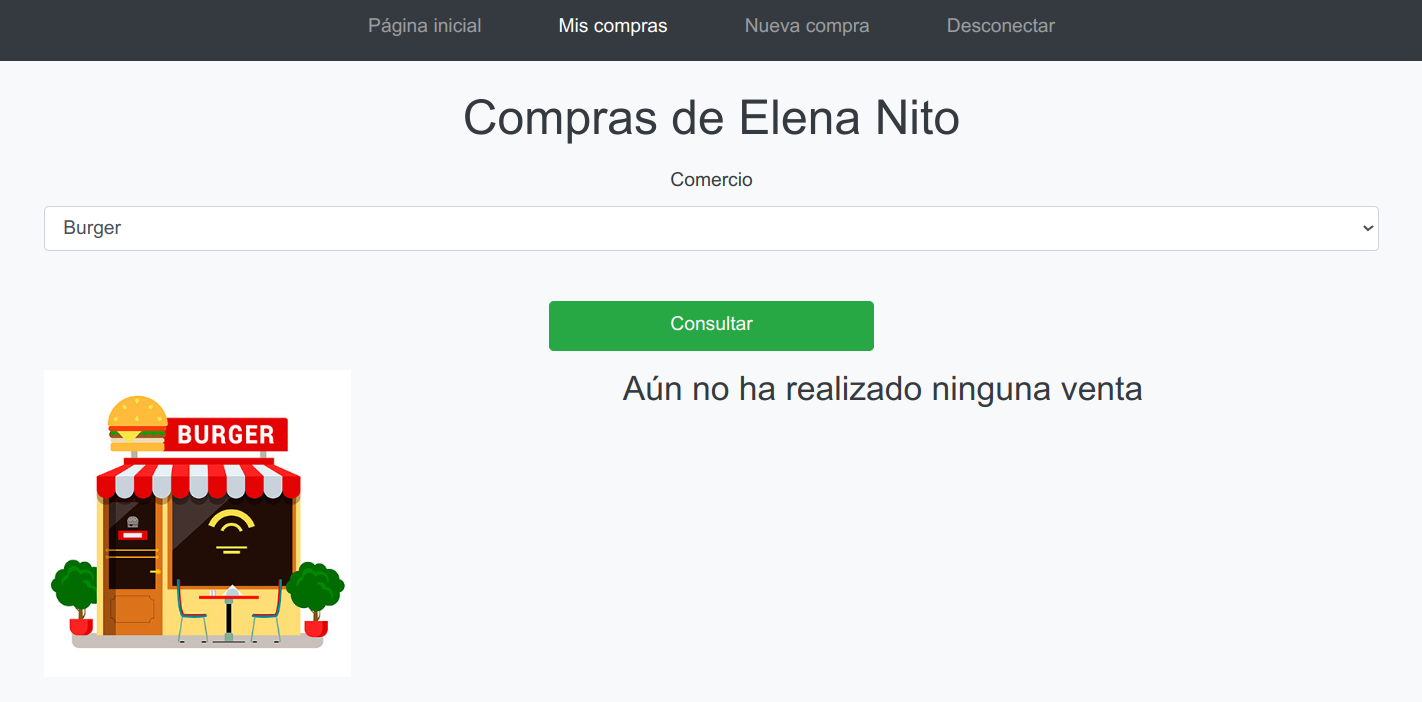 Página inicial Mis compras Nueva compra Desconectar
Compras de Elena Nito
Comercio
Burger
Consultar
Aún no ha realizado ninguna venta
BURGER